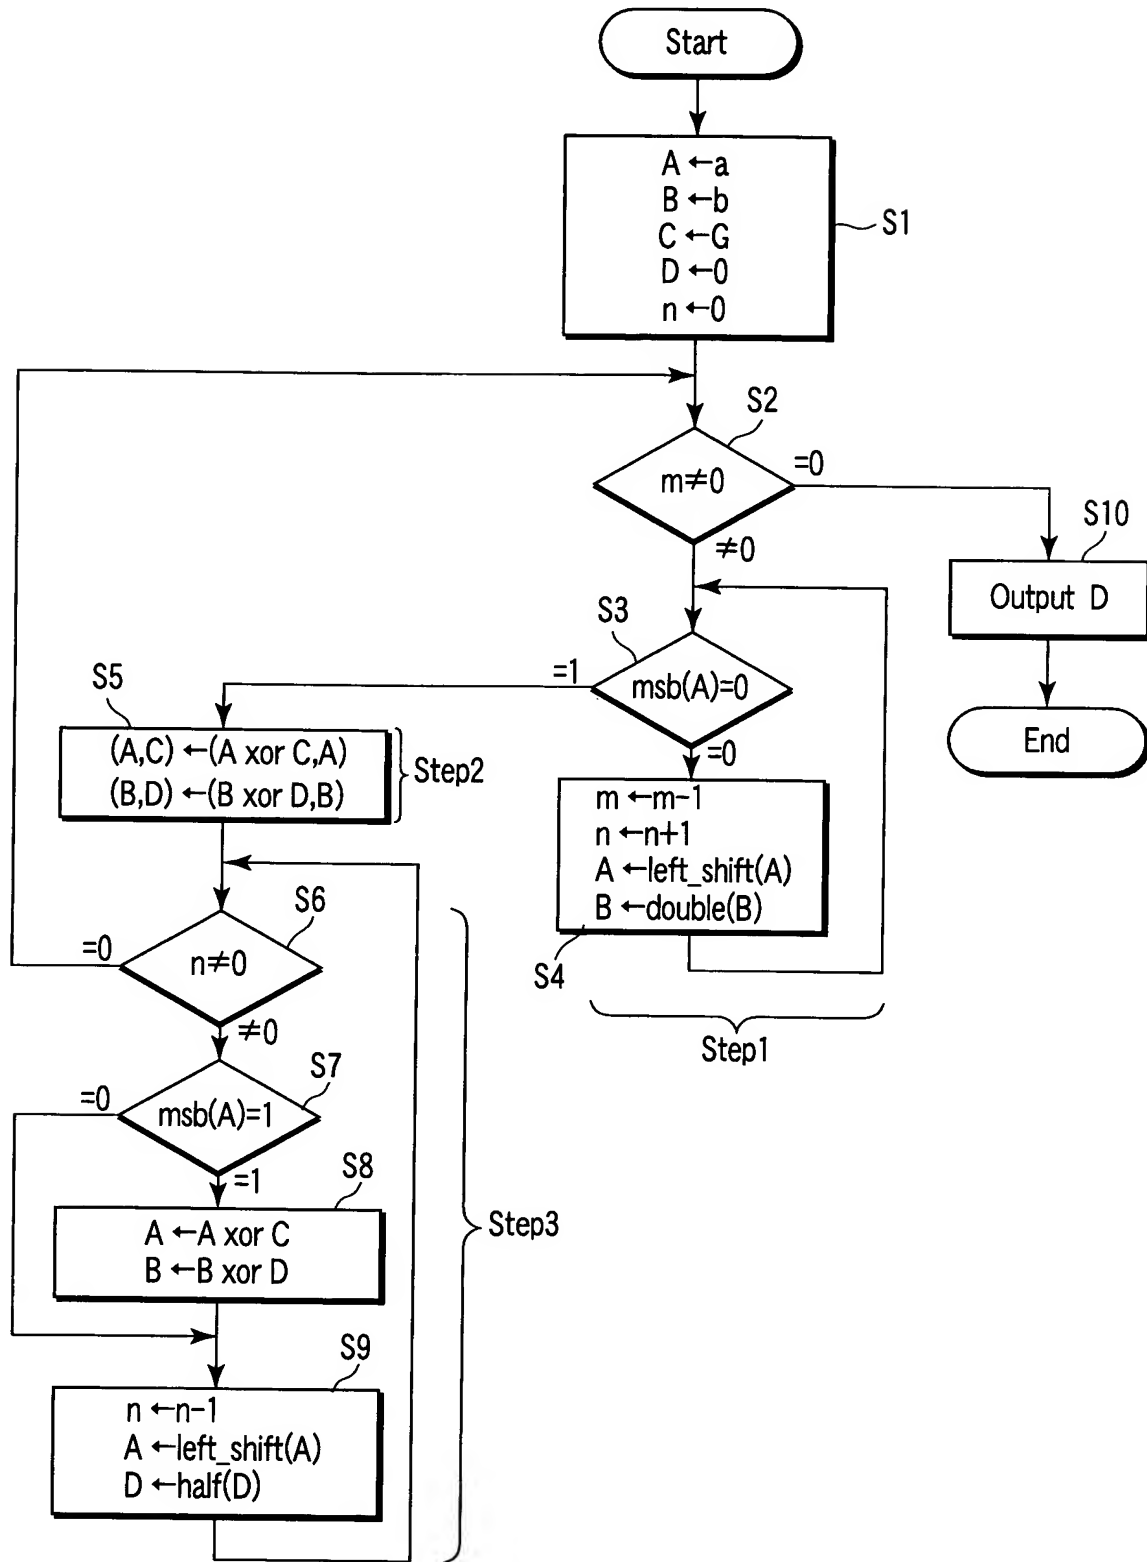 Start
A ←a
B ←b
C ←G
D ←0
n ←0
S1
S2
m≠0
=0
≠0
S10
Output D
End
S3
msb(A)=0
=1
=0
S5
(A,C) ←(A xor C,A)
(B,D) ←(B xor D,B)
Step2
m ←m-1
n ←n+1
A ←left_shift(A)
B ←double(B)
S4
Step1
S6
n≠0
=0
≠0
S7
msb(A)=1
=0
=1
S8
A ←A xor C
B ←B xor D
Step3
S9
n ←n-1
A ←left_shift(A)
D ←half(D)